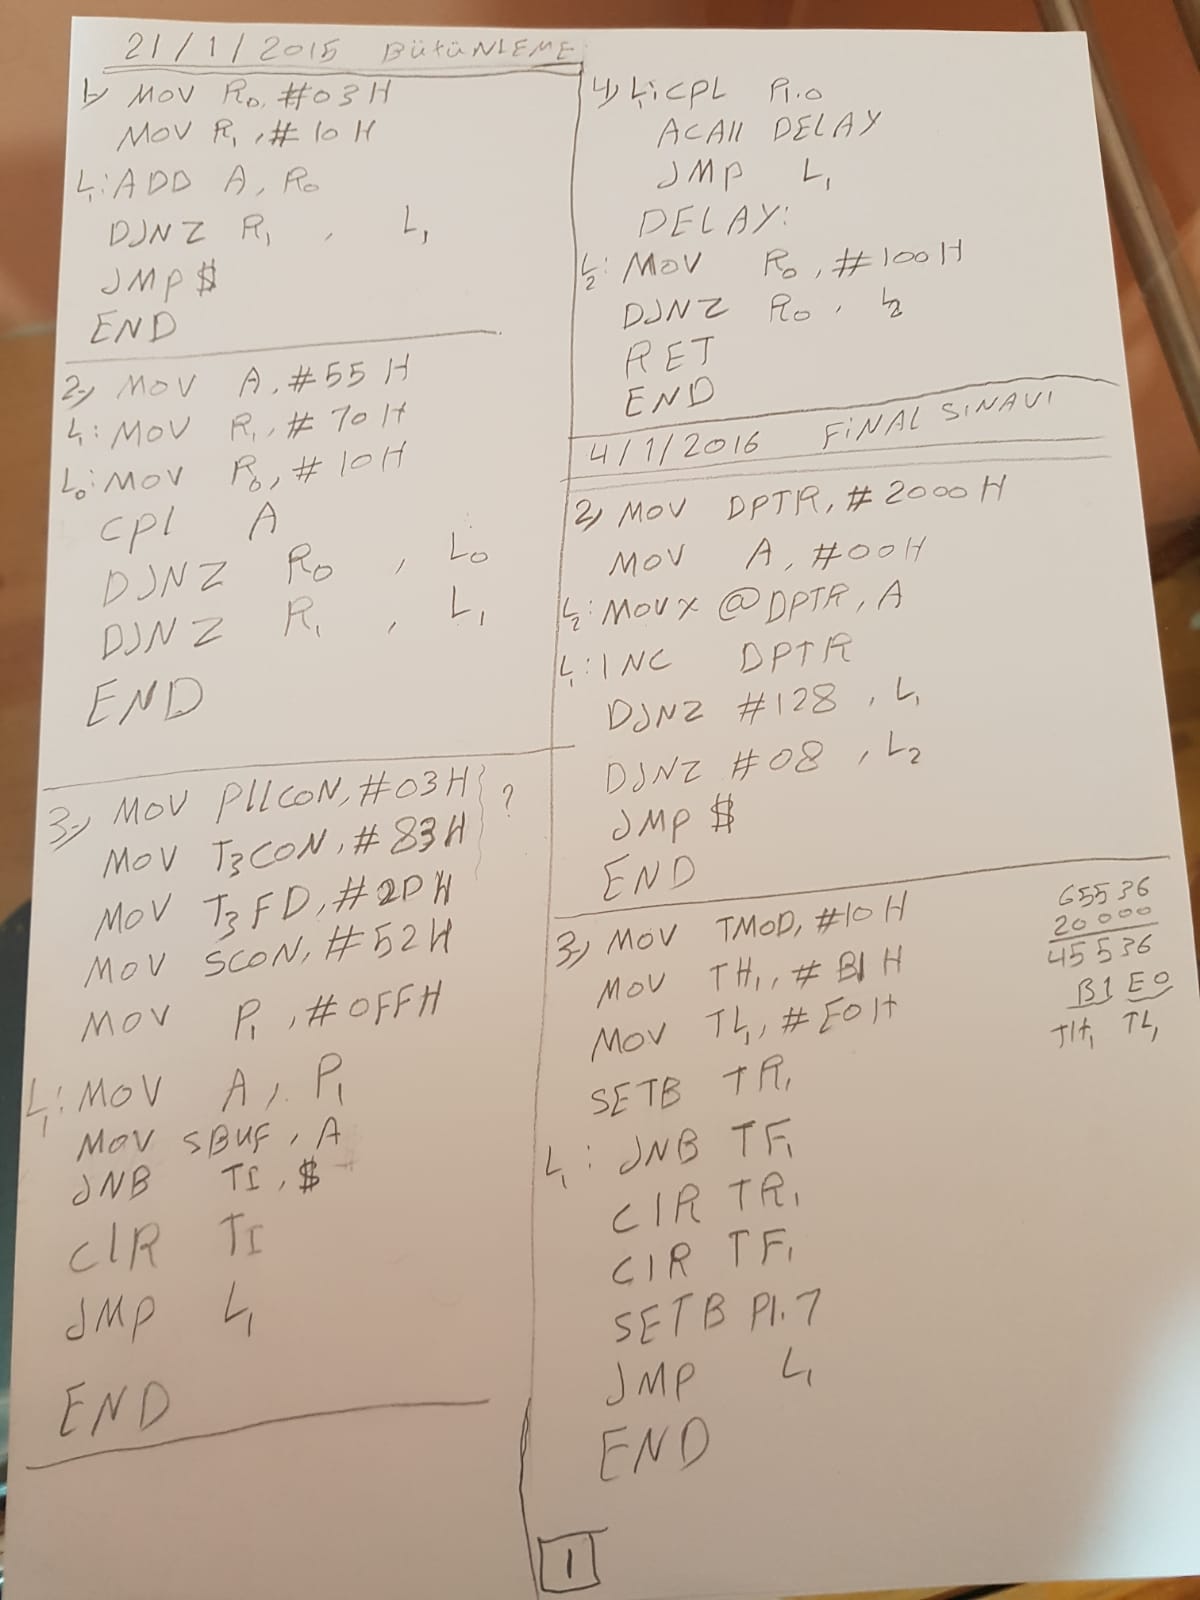 21/1/2015 BÜTÜNLEME
1) MOV R0, #03H
MOV R1, #10H
L1: ADD A, R0
DJNZ R1, L1
JMP $
END
2-) MOV A, #55H
L1: MOV R1, #70H
L0: MOV R0, #10H
CPl A
DJNZ R0, L0
DJNZ R1, L1
END
3-) MOV PllCON, #03H
MOV T3CON, #83H ?
MOV T3FD, #2DH
MOV SCON, #52H
MOV P1, #0FFH
L1: MOV A, P1
MOV SBUF, A
JNB TI, $
ClR TI
JMP L1
END
4) L1: CPL P1.0
ACAll DELAY
JMP L1
DELAY:
L2: MOV R0, #100H
DJNZ R0, L2
RET
END
4/1/2016 FİNAL SINAVI
2) MOV DPTR, #2000H
MOV A, #00H
L2: MOVX @DPTR, A
L1: INC DPTR
DJNZ #128, L1
DJNZ #08, L2
JMP $
END
3-) MOV TMOD, #10H
MOV TH1, #B1H
MOV TL1, #E0H
SETB TR1
L1: JNB TF1
ClR TR1
ClR TF1
SETB P1.7
JMP L1
END
65536
20000
45536
B1 E0
TH1 TL1
1